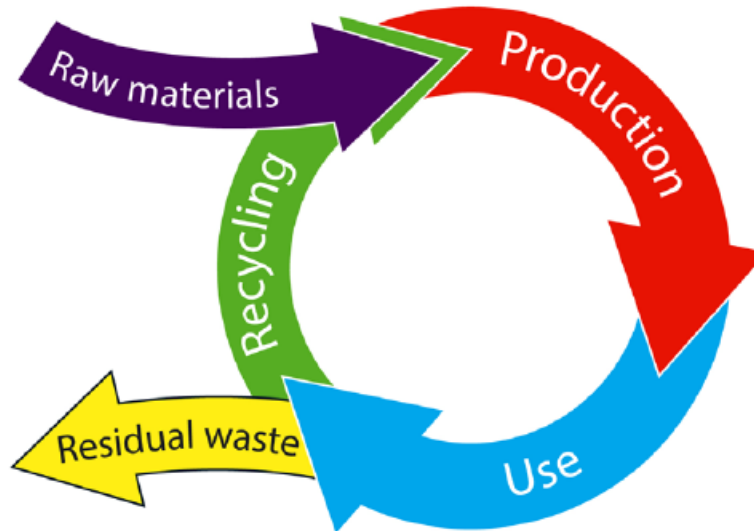 Raw materials
Production
Recycling
Residual waste
Use